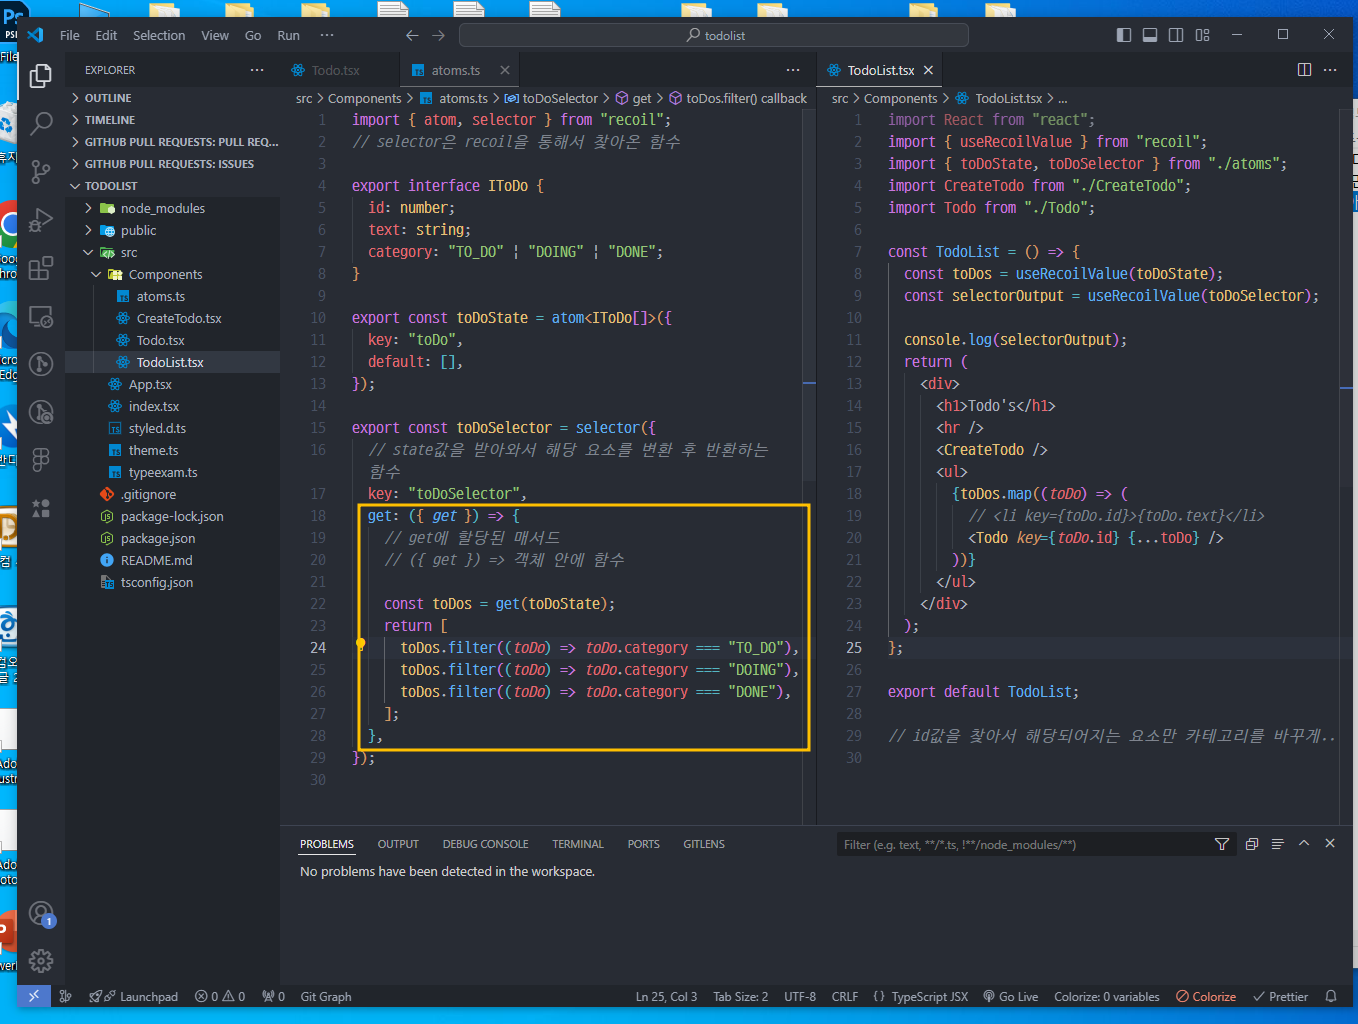 File Edit Selection View Go Run ···
todolist
EXPLORER
OUTLINE
TIMELINE
GITHUB PULL REQUESTS: PULL REQ...
GITHUB PULL REQUESTS: ISSUES
TODOLIST
node_modules
public
src
Components
atoms.ts
CreateTodo.tsx
Todo.tsx
TodoList.tsx
App.tsx
index.tsx
styled.d.ts
theme.ts
typeexam.ts
.gitignore
package-lock.json
package.json
README.md
tsconfig.json
Todo.tsx
atoms.ts
src > Components > atoms.ts > toDoSelector > get > toDos.filter() callback
1 import { atom, selector } from "recoil";
2 // selector은 recoil을 통해서 찾아온 함수
3
4 export interface IToDo {
5 id: number;
6 text: string;
7 category: "TO_DO" | "DOING" | "DONE";
8 }
9
10 export const toDoState = atom<IToDo[]>({
11 key: "toDo",
12 default: [],
13 });
14
15 export const toDoSelector = selector({
16 // state값을 받아와서 해당 요소를 변환 후 반환하는
함수
17 key: "toDoSelector",
18 get: ({ get }) => {
19 // get에 할당된 매서드
20 // ({ get }) => 객체 안에 함수
21
22 const toDos = get(toDoState);
23 return [
24 toDos.filter((toDo) => toDo.category === "TO_DO"),
25 toDos.filter((toDo) => toDo.category === "DOING"),
26 toDos.filter((toDo) => toDo.category === "DONE"),
27 ];
28 },
29 });
30
TodoList.tsx
src > Components > TodoList.tsx > ...
1 import React from "react";
2 import { useRecoilValue } from "recoil";
3 import { toDoState, toDoSelector } from "./atoms";
4 import CreateTodo from "./CreateTodo";
5 import Todo from "./Todo";
6
7 const TodoList = () => {
8 const toDos = useRecoilValue(toDoState);
9 const selectorOutput = useRecoilValue(toDoSelector);
10
11 console.log(selectorOutput);
12 return (
13 <div>
14 <h1>Todo's</h1>
15 <hr />
16 <CreateTodo />
17 <ul>
18 {toDos.map((toDo) => (
19 // <li key={toDo.id}>{toDo.text}</li>
20 <Todo key={toDo.id} {...toDo} />
21 ))}
22 </ul>
23 </div>
24 );
25 };
26
27 export default TodoList;
28
29 // id값을 찾아서 해당되어지는 요소만 카테고리를 바꾸게..
30
PROBLEMS OUTPUT DEBUG CONSOLE TERMINAL PORTS GITLENS
Filter (e.g. text, **/*.ts, !**/node_modules/**)
No problems have been detected in the workspace.
1
Launchpad 0 0 0 Git Graph
Ln 25, Col 3 Tab Size: 2 UTF-8 CRLF {} TypeScript JSX Go Live Colorize: 0 variables Colorize Prettier